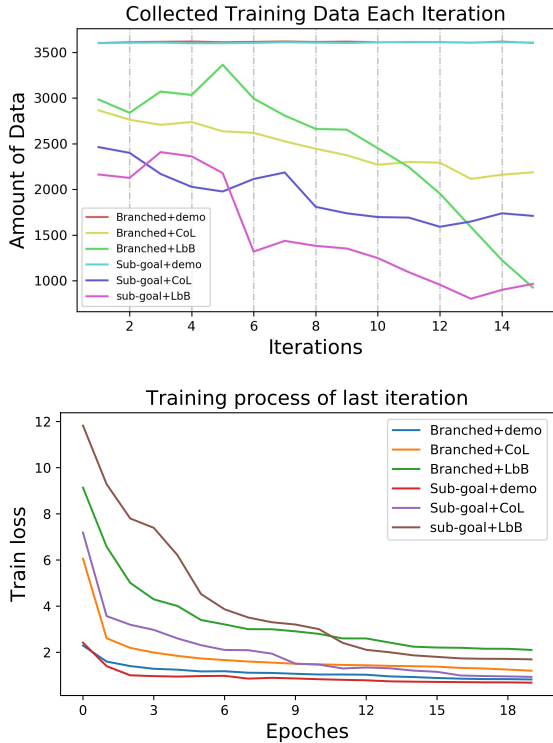 Collected Training Data Each Iteration
3500
3000
2500
2000
1500
1000
Amount of Data
Branched+demo
Branched+CoL
Branched+LbB
Sub-goal+demo
Sub-goal+CoL
sub-goal+LbB
2 4 6 8 10 12 14
Iterations
Training process of last iteration
12
10
8
6
4
2
Train loss
Branched+demo
Branched+CoL
Branched+LbB
Sub-goal+demo
Sub-goal+CoL
sub-goal+LbB
0 3 6 9 12 15 18
Epoches